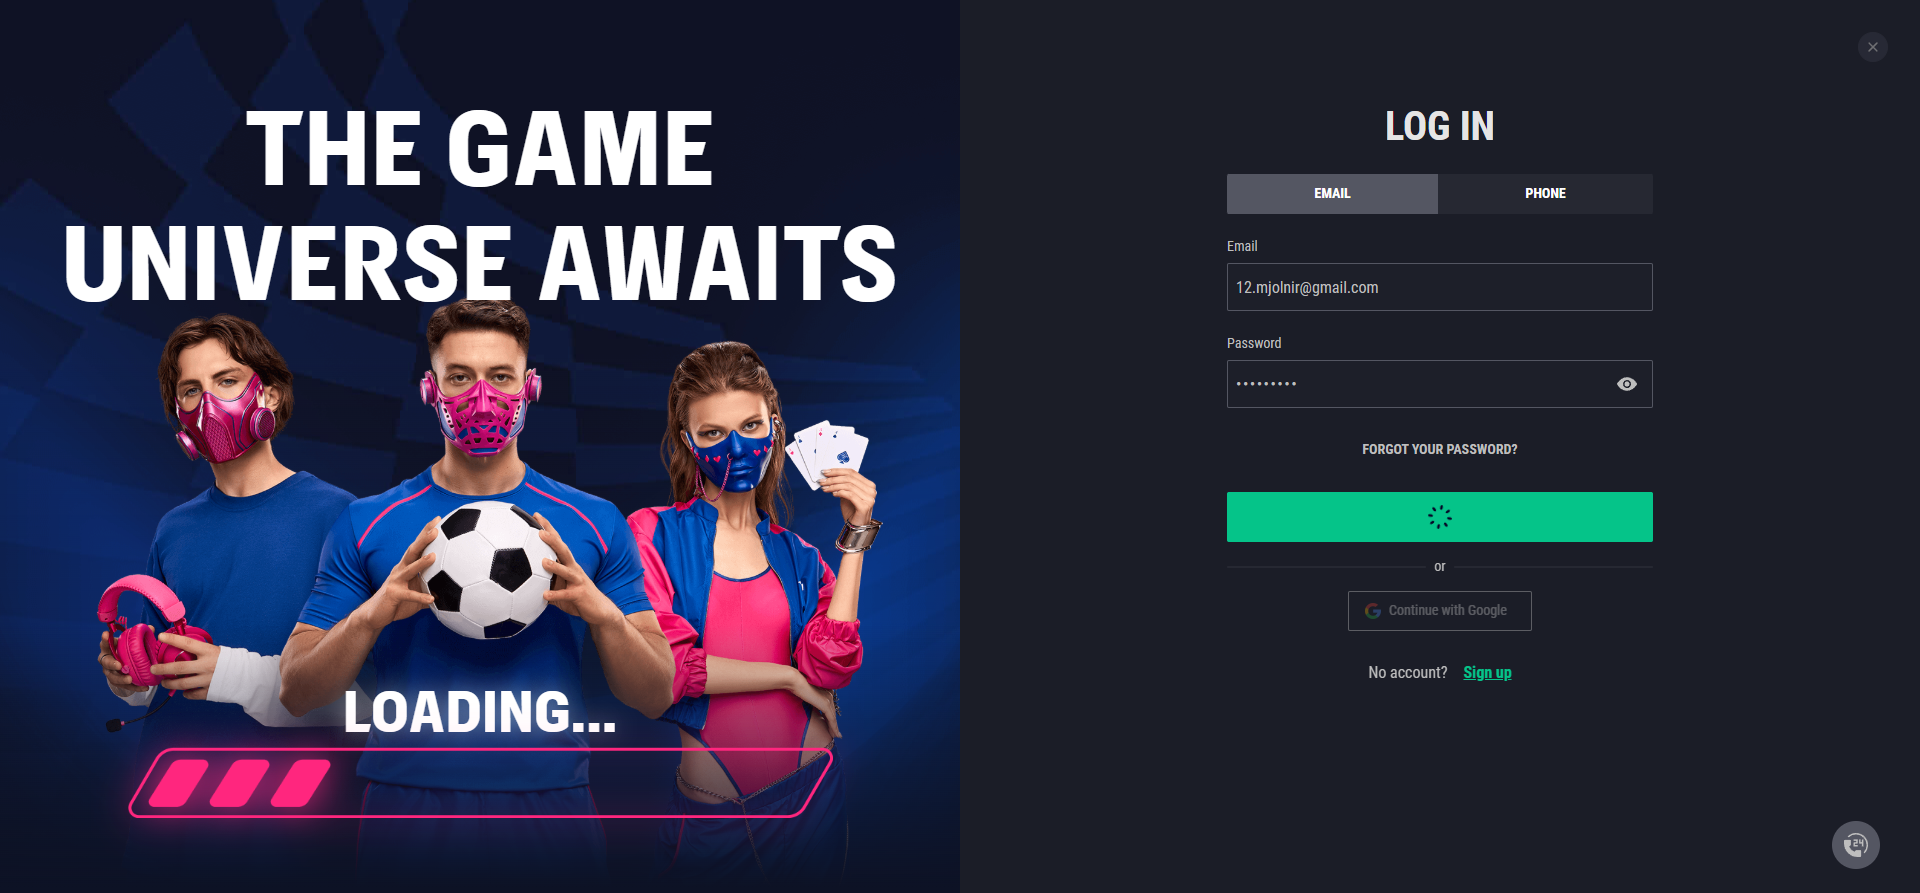 THE GAME
UNIVERSE AWAITS
LOADING...
LOG IN
EMAIL
PHONE
Email
12.mjolnir@gmail.com
Password
•••••••••
FORGOT YOUR PASSWORD?
or
Continue with Google
No account? Sign up
24